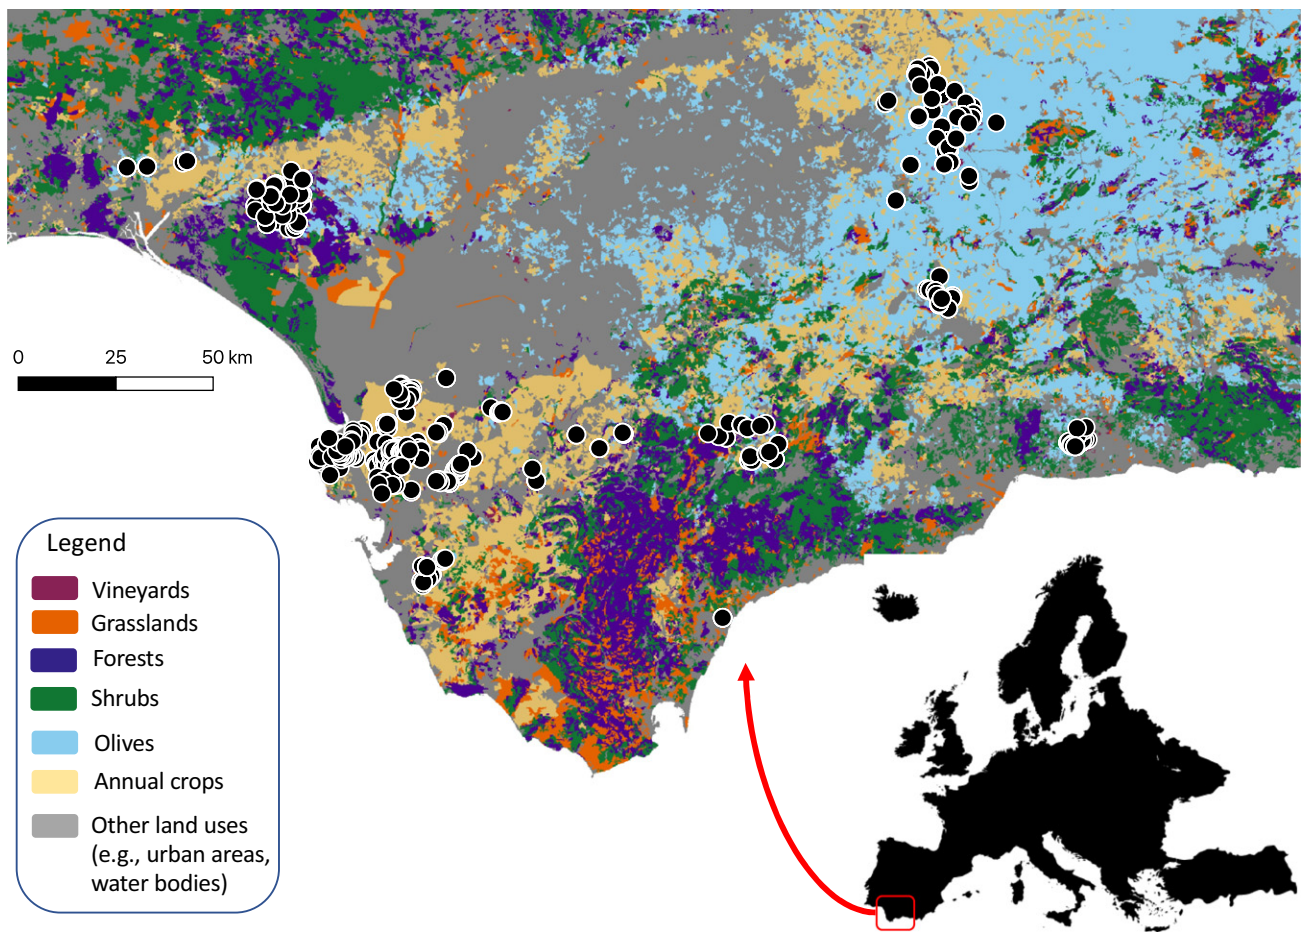 0 25 50 km
Legend
Vineyards
Grasslands
Forests
Shrubs
Olives
Annual crops
Other land uses
(e.g., urban areas,
water bodies)